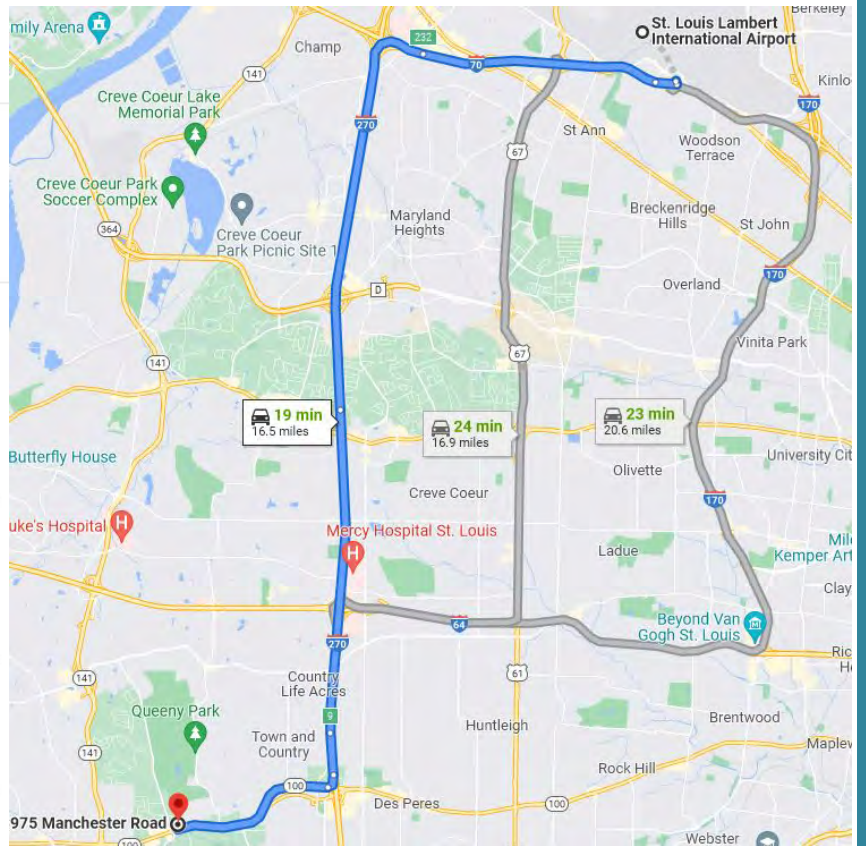 Berkeley
mily Arena
St. Louis Lambert
International Airport
232
Champ
70
141
Kinlo
Creve Coeur Lake
Memorial Park
270
170
St Ann
67
Woodson
Terrace
Creve Coeur Park
Soccer Complex
Breckenridge
Hills
St John
Maryland
Heights
364
Creve Coeur
Park Picnic Site 1
170
D
Overland
Vinita Park
67
141
19 min
16.5 miles
24 min
16.9 miles
23 min
20.6 miles
Butterfly House
University Cit
Olivette
Creve Coeur
170
uke's Hospital
H
Mercy Hospital St. Louis
H
Mil
Kemper Art
Ladue
Clay
Beyond Van
Gogh St. Louis
64
270
Ric
H
Country
Life Acres
61
141
Queeny Park
9
Huntleigh
Brentwood
Town and
Country
141
Maplew
Rock Hill
100
Des Peres
100
975 Manchester Road
100
Webster